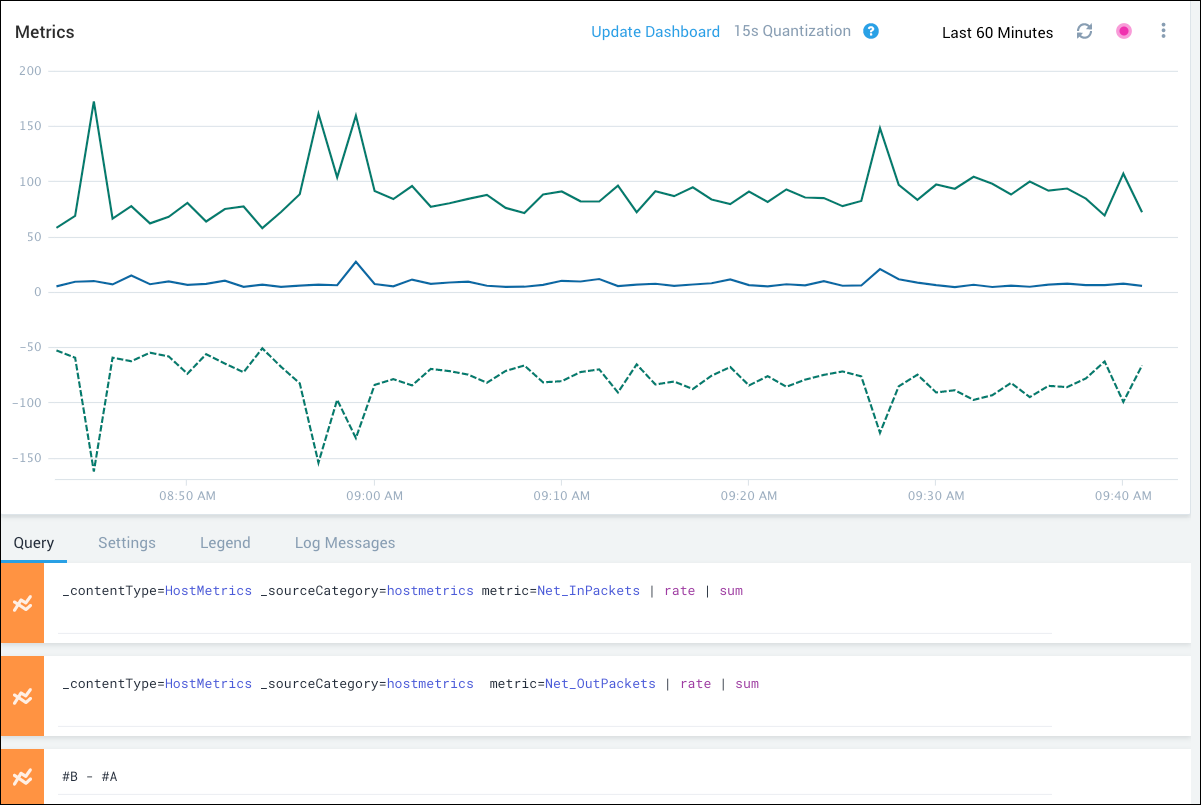 Metrics
Update Dashboard 15s Quantization ? Last 60 Minutes
200
150
100
50
0
−50
−100
−150
08:50 AM 09:00 AM 09:10 AM 09:20 AM 09:30 AM 09:40 AM
Query Settings Legend Log Messages
_contentType=HostMetrics _sourceCategory=hostmetrics metric=Net_InPackets | rate | sum
_contentType=HostMetrics _sourceCategory=hostmetrics  metric=Net_OutPackets | rate | sum
#B - #A